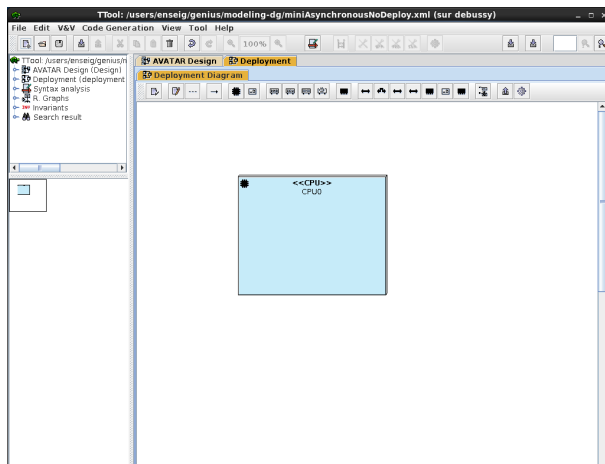 TTool: /users/enseig/genius/modeling-dg/miniAsynchronousNoDeploy.xml (sur debussy)
File Edit V&V Code Generation View Tool Help
100%
TTool: /users/enseig/genius/n
AVATAR Design (Design)
Deployment (deployment
Syntax analysis
R. Graphs
Invariants
Search result
AVATAR Design Deployment
Deployment Diagram
<<CPU>>
CPU0